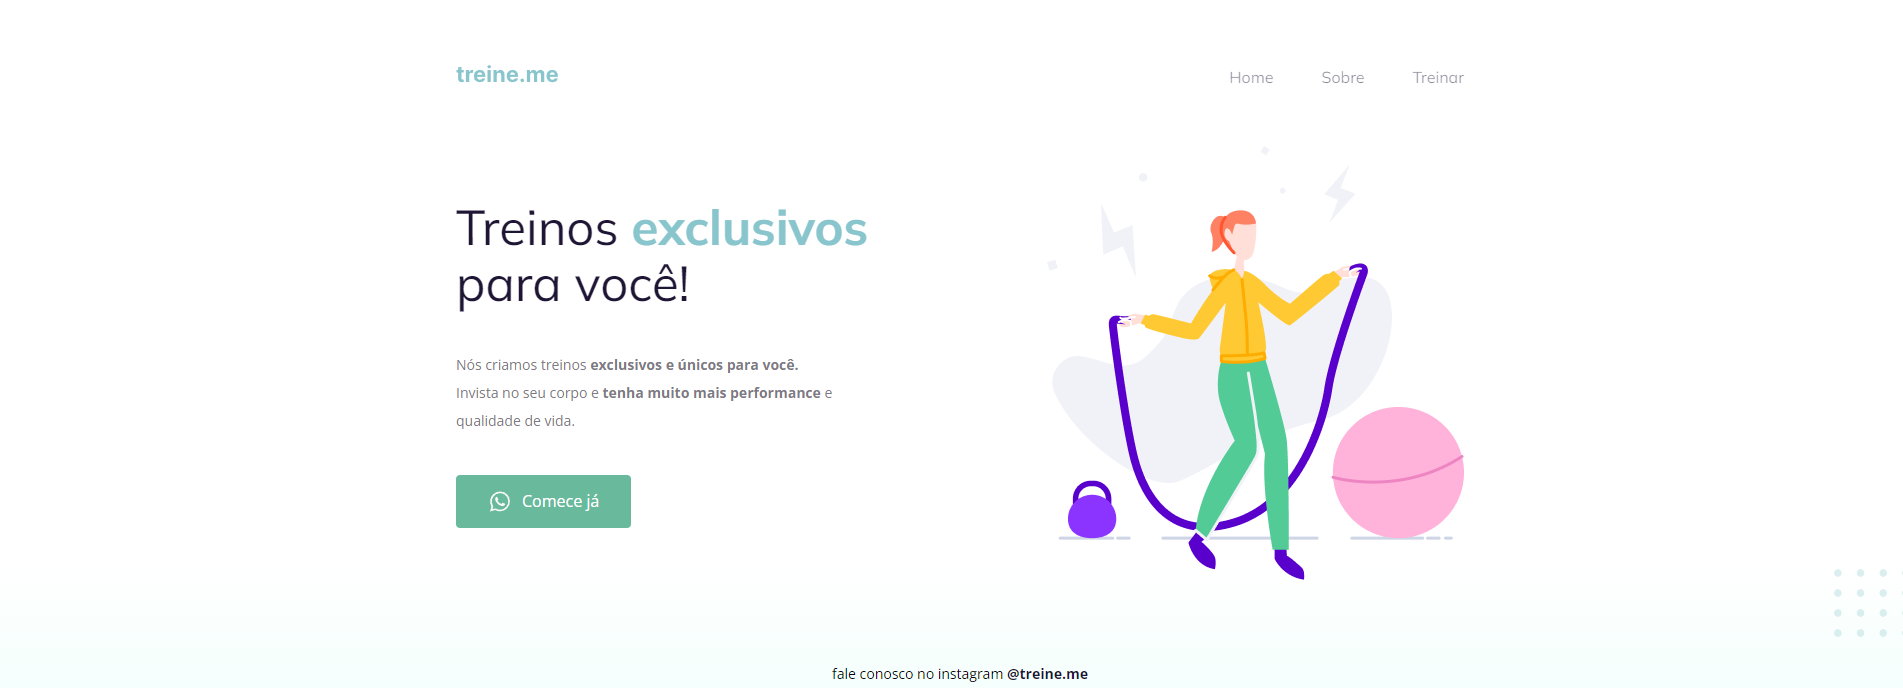 treine.me
Home Sobre Treinar
Treinos exclusivos
para você!
Nós criamos treinos exclusivos e únicos para você.
Invista no seu corpo e tenha muito mais performance e
qualidade de vida.
Comece já
fale conosco no instagram @treine.me